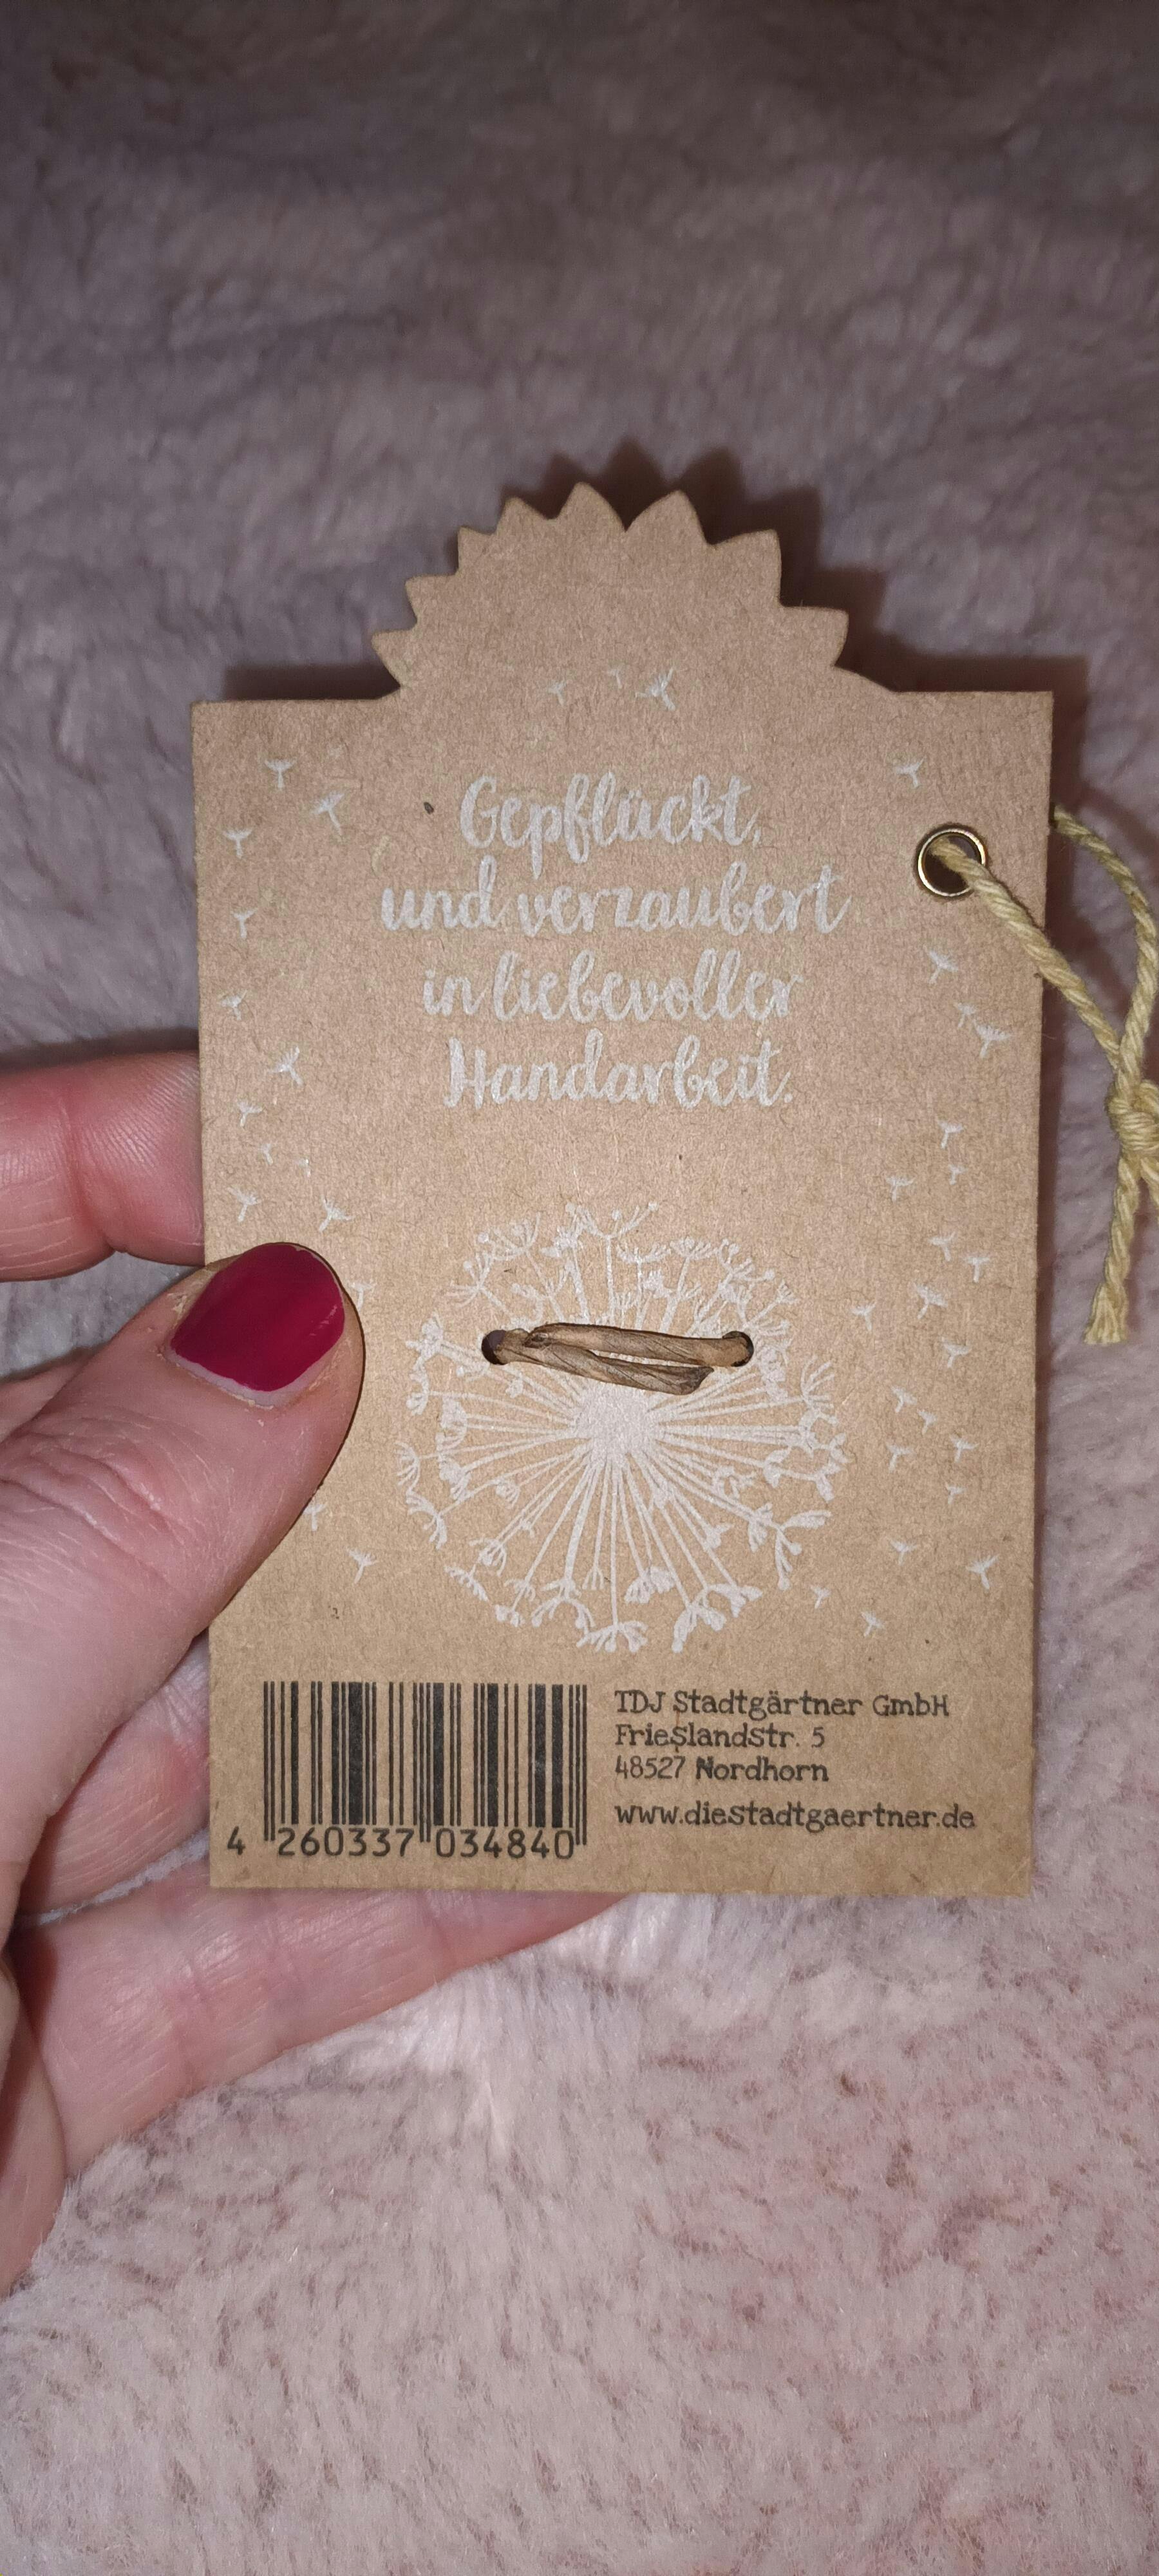 Gepflückt,
und verzaubert
in liebevoller
Handarbeit.
TDJ Stadtgärtner GmbH
Frieslandstr. 5
48527 Nordhorn
www.diestadtgaertner.de
4 260337 034840